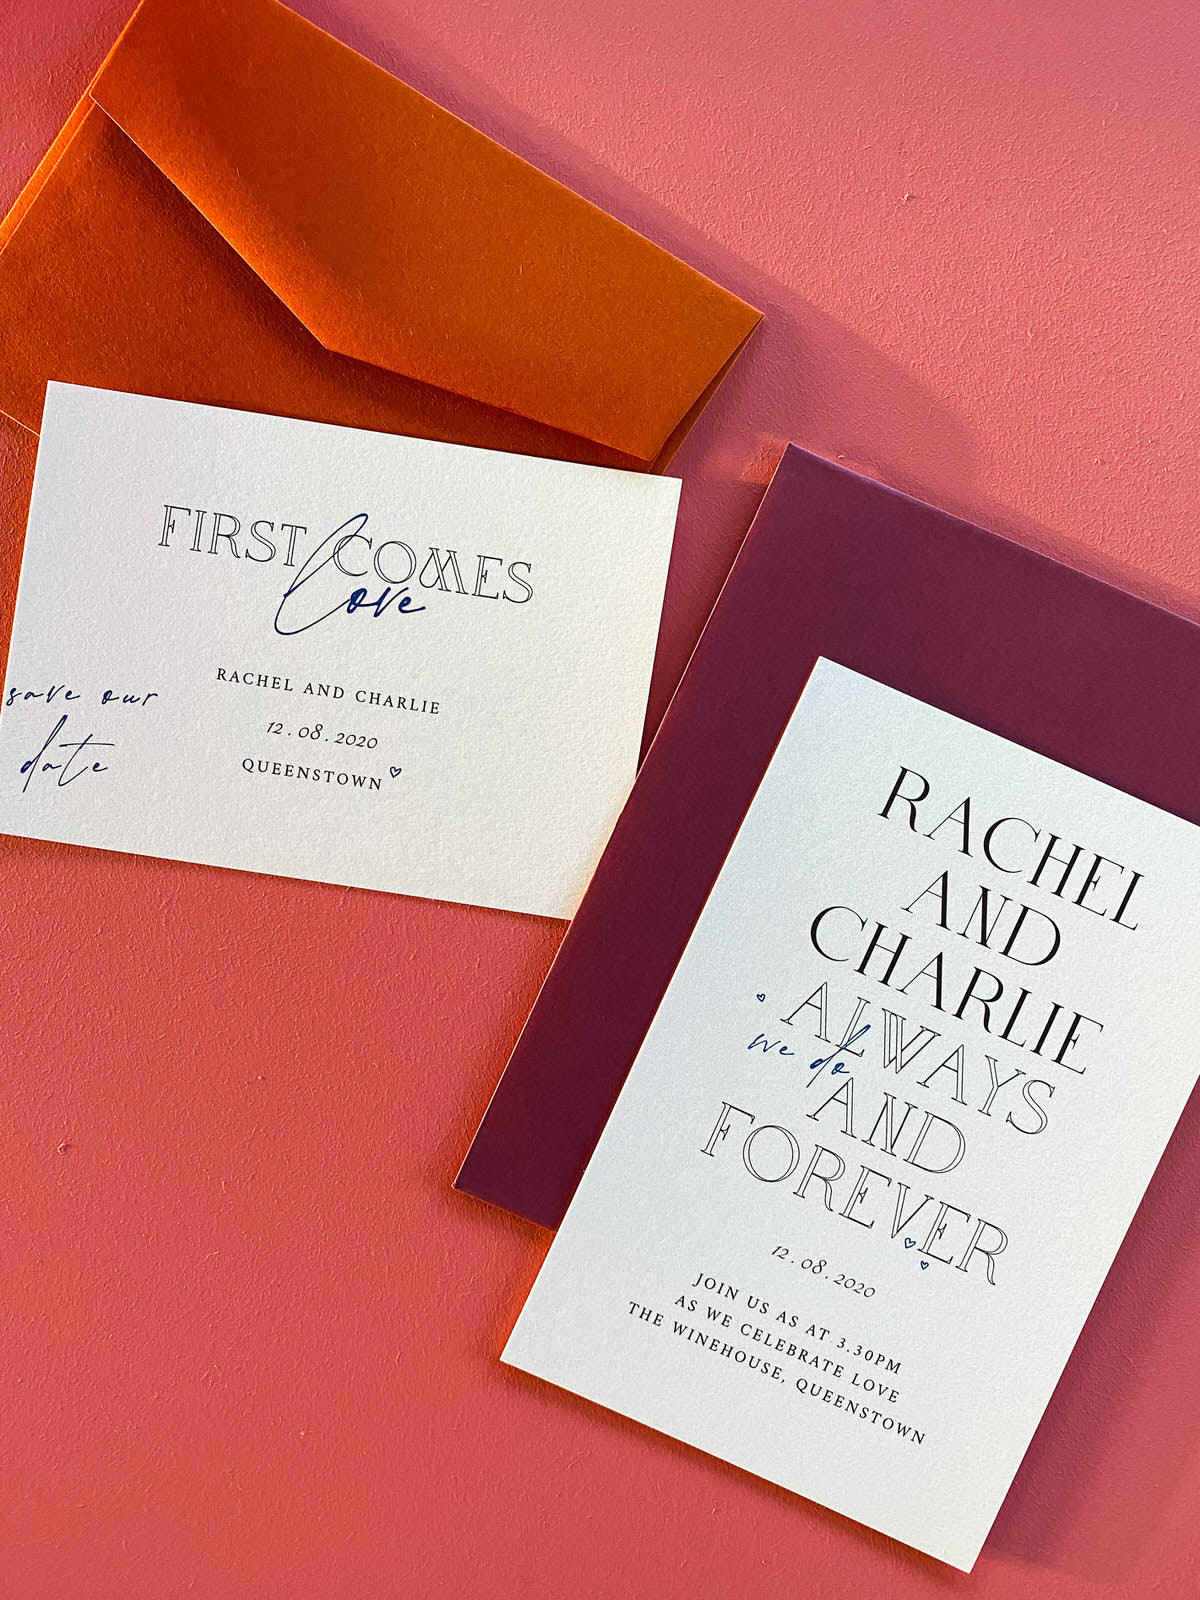 FIRST COMES
love
RACHEL AND CHARLIE
12.08.2020
QUEENSTOWN
save our
date
RACHEL
AND
CHARLIE
ALWAYS
we do
AND
FOREVER
12.08.2020
JOIN US AS AT 3.30PM
AS WE CELEBRATE LOVE
THE WINEHOUSE, QUEENSTOWN